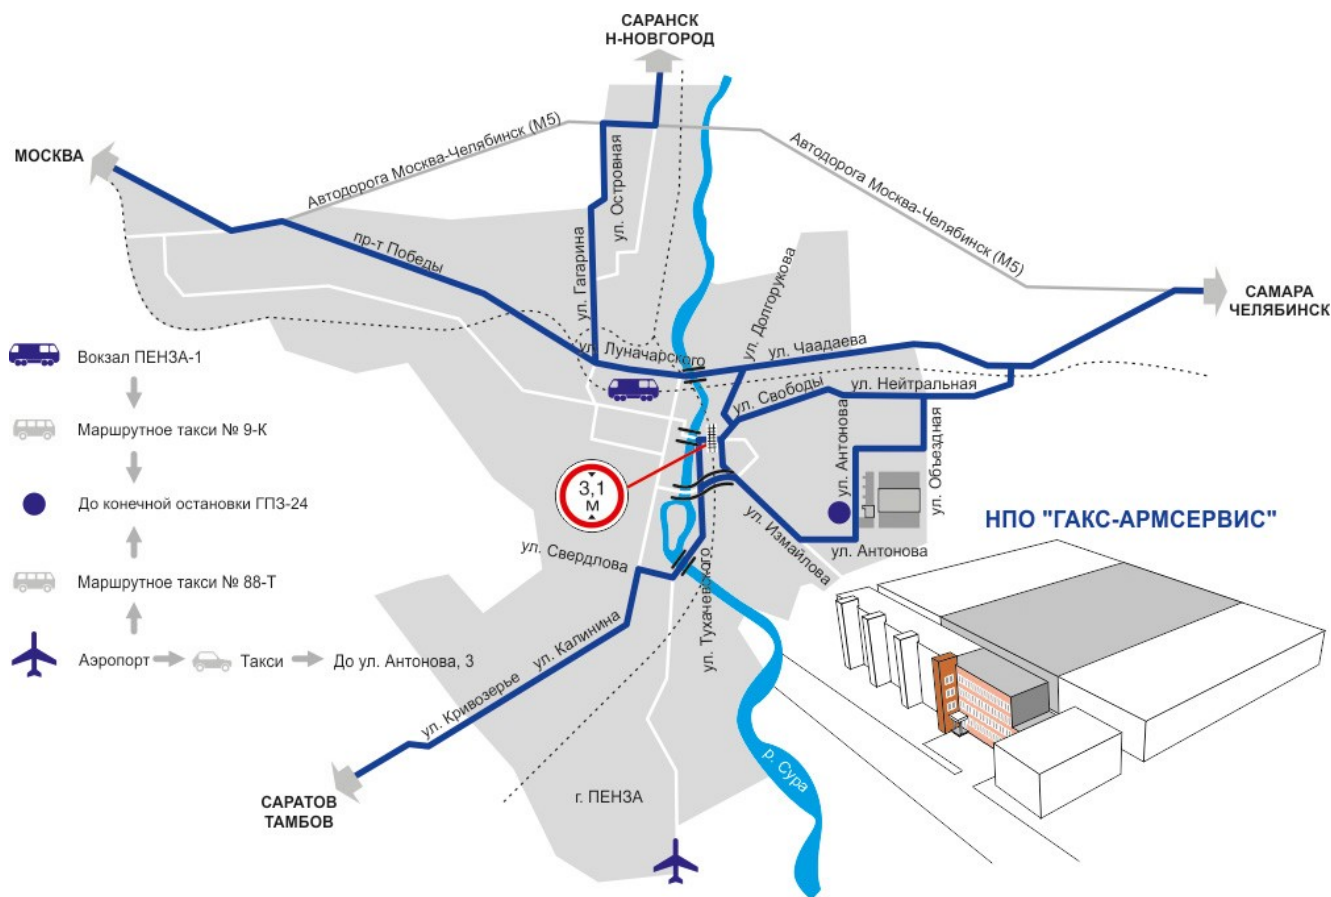 САРАНСК
Н-НОВГОРОД
МОСКВА
Автодорога Москва-Челябинск (М5)
Автодорога Москва-Челябинск (М5)
ул. Островная
пр-т Победы
ул. Гагарина
ул. Долгорукова
САМАРА
ЧЕЛЯБИНСК
ул. Луначарского
ул. Чаадаева
Вокзал ПЕНЗА-1
ул. Свободы
ул. Нейтральная
Маршрутное такси № 9-К
ул. Антонова
ул. Объездная
3,1
м
До конечной остановки ГПЗ-24
НПО "ГАКС-АРМСЕРВИС"
ул. Измайлова
ул. Антонова
ул. Свердлова
Маршрутное такси № 88-Т
ул. Тухачевского
ул. Калинина
Аэропорт
Такси
До ул. Антонова, 3
ул. Кривозерье
р. Сура
г. ПЕНЗА
САРАТОВ
ТАМБОВ